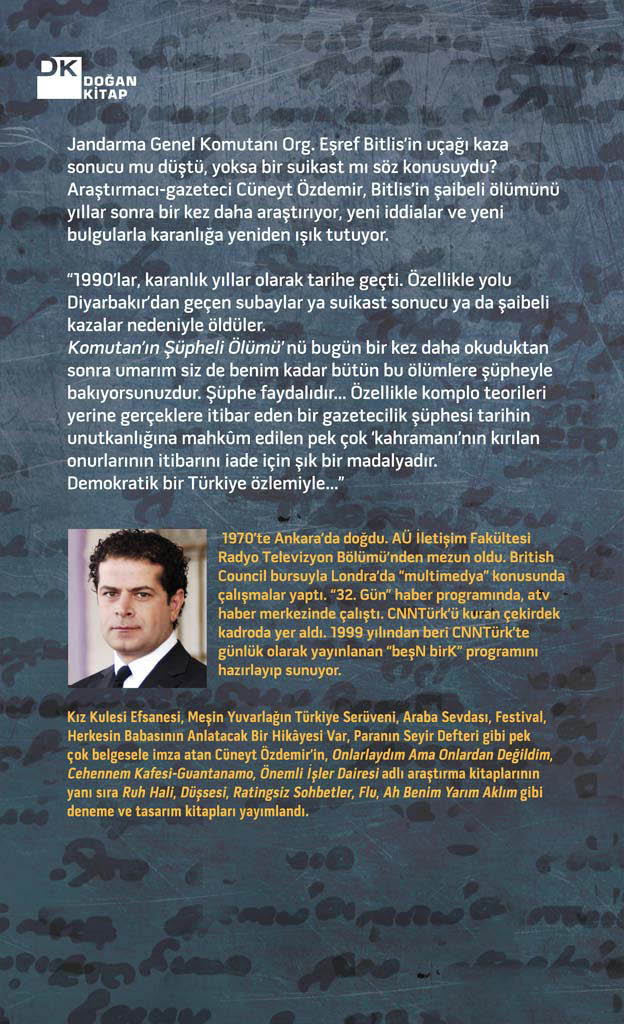 DK
DOĞAN
KİTAP
Jandarma Genel Komutanı Org. Eşref Bitlis’in uçağı kaza
sonucu mu düştü, yoksa bir suikast mı söz konusuydu?
Araştırmacı-gazeteci Cüneyt Özdemir, Bitlis’in şaibeli ölümünü
yıllar sonra bir kez daha araştırıyor, yeni iddialar ve yeni
bulgularla karanlığa yeniden ışık tutuyor.
“1990’lar, karanlık yıllar olarak tarihe geçti. Özellikle yolu
Diyarbakır’dan geçen subaylar ya suikast sonucu ya da şaibeli
kazalar nedeniyle öldüler.
Komutan’ın Şüpheli Ölümü’ nü bugün bir kez daha okuduktan
sonra umarım siz de benim kadar bütün bu ölümlere şüpheyle
bakıyorsunuzdur. Şüphe faydalıdır... Özellikle komplo teorileri
yerine gerçeklere itibar eden bir gazetecilik şüphesi tarihin
unutkanlığına mahkûm edilen pek çok ‘kahramanı’nın kırılan
onurlarının itibarını iade için şık bir madalyadır.
Demokratik bir Türkiye özlemiyle...”
1970’te Ankara’da doğdu. AÜ İletişim Fakültesi
Radyo Televizyon Bölümü’nden mezun oldu. British
Council bursuyla Londra’da “multimedya” konusunda
çalışmalar yaptı. “32. Gün” haber programında, atv
haber merkezinde çalıştı. CNNTürk’ü kuran çekirdek
kadroda yer aldı. 1999 yılından beri CNNTürk’te
günlük olarak yayınlanan “beşN birK” programını
hazırlayıp sunuyor.
Kız Kulesi Efsanesi, Meşin Yuvarlağın Türkiye Serüveni, Araba Sevdası, Festival,
Herkesin Babasının Anlatacak Bir Hikâyesi Var, Paranın Seyir Defteri gibi pek
çok belgesele imza atan Cüneyt Özdemir’in, Onlarlaydım Ama Onlardan Değildim,
Cehennem Kafesi-Guantanamo, Önemli İşler Dairesi adlı araştırma kitaplarının
yanı sıra Ruh Hali, Düşsesi, Ratingsiz Sohbetler, Flu, Ah Benim Yarım Aklım gibi
deneme ve tasarım kitapları yayımlandı.